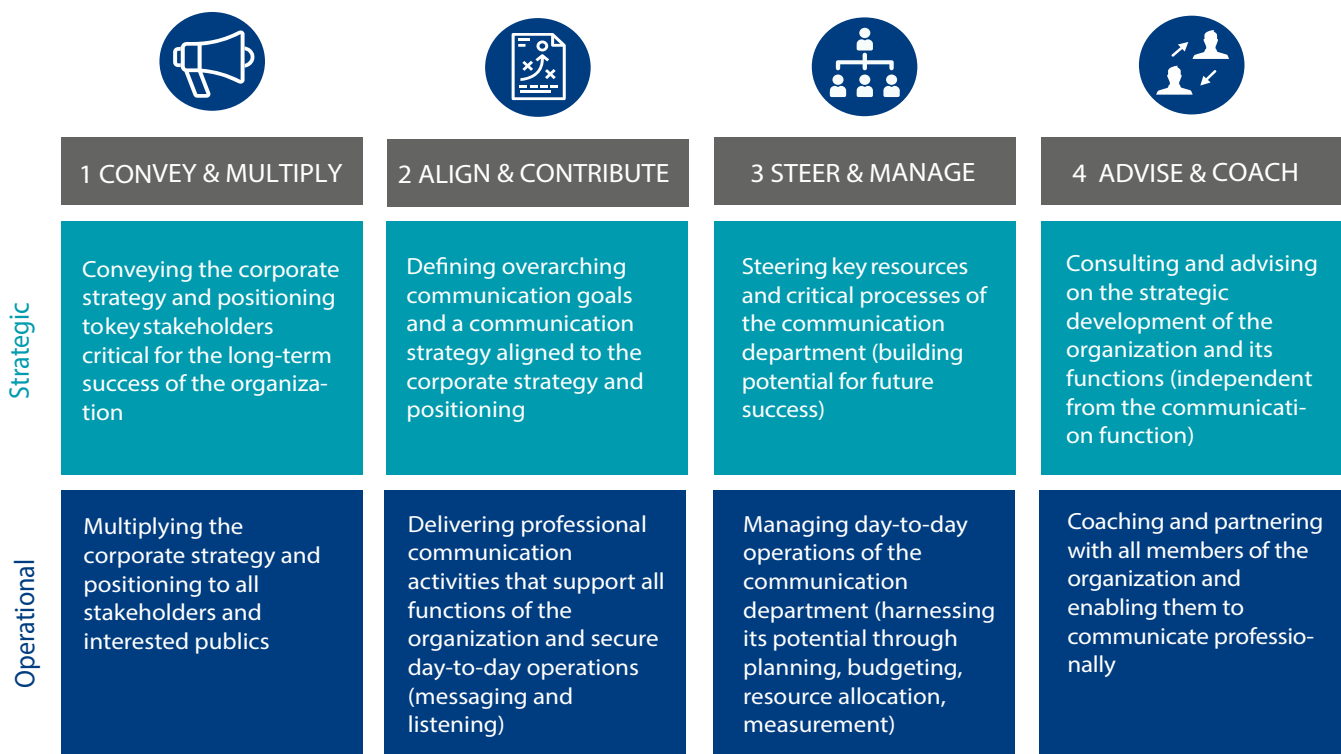 1 CONVEY & MULTIPLY
2 ALIGN & CONTRIBUTE
3 STEER & MANAGE
4 ADVISE & COACH
Strategic
Conveying the corporate
strategy and positioning
tokeystakeholders
critical for the long-term
success of the organiza-
tion
Defining overarching
communication goals
and a communication
strategy aligned to the
corporate strategy and
positioning
Steering key resources
and critical processes of
the communication
department (building
potential for future
success)
Consulting and advising
on the strategic
development of the
organization and its
functions (independent
from the communicati-
on function)
Operational
Multiplying the
corporate strategy and
positioning to all
stakeholders and
interested publics
Delivering professional
communication
activities that support all
functions of the
organization and secure
day-to-day operations
(messaging and
listening)
Managing day-to-day
operations of the
communication
department (harnessing
its potential through
planning, budgeting,
resource allocation,
measurement)
Coaching and partnering
with all members of the
organization and
enabling them to
communicate professio-
nally